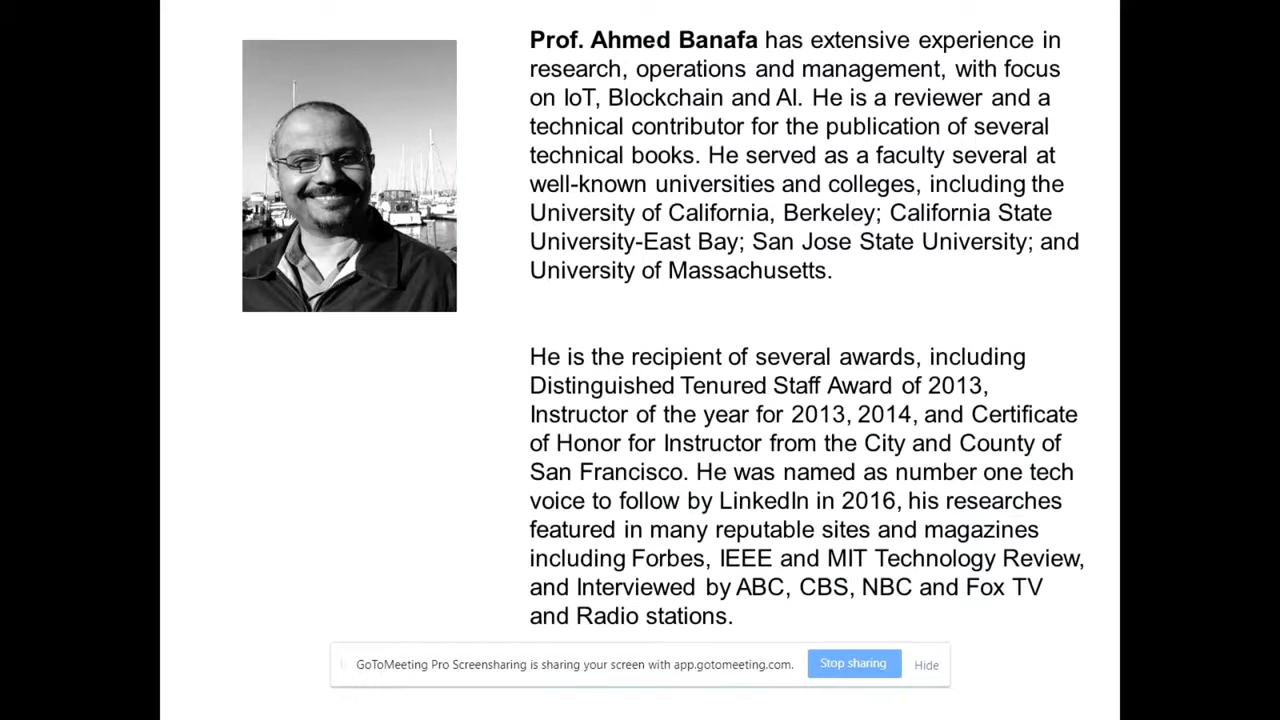 Prof. Ahmed Banafa has extensive experience in
research, operations and management, with focus
on IoT, Blockchain and AI. He is a reviewer and a
technical contributor for the publication of several
technical books. He served as a faculty several at
well-known universities and colleges, including the
University of California, Berkeley; California State
University-East Bay; San Jose State University; and
University of Massachusetts.
He is the recipient of several awards, including
Distinguished Tenured Staff Award of 2013,
Instructor of the year for 2013, 2014, and Certificate
of Honor for Instructor from the City and County of
San Francisco. He was named as number one tech
voice to follow by LinkedIn in 2016, his researches
featured in many reputable sites and magazines
including Forbes, IEEE and MIT Technology Review,
and Interviewed by ABC, CBS, NBC and Fox TV
and Radio stations.
GoToMeeting Pro Screensharing is sharing your screen with app.gotomeeting.com. Stop sharing Hide